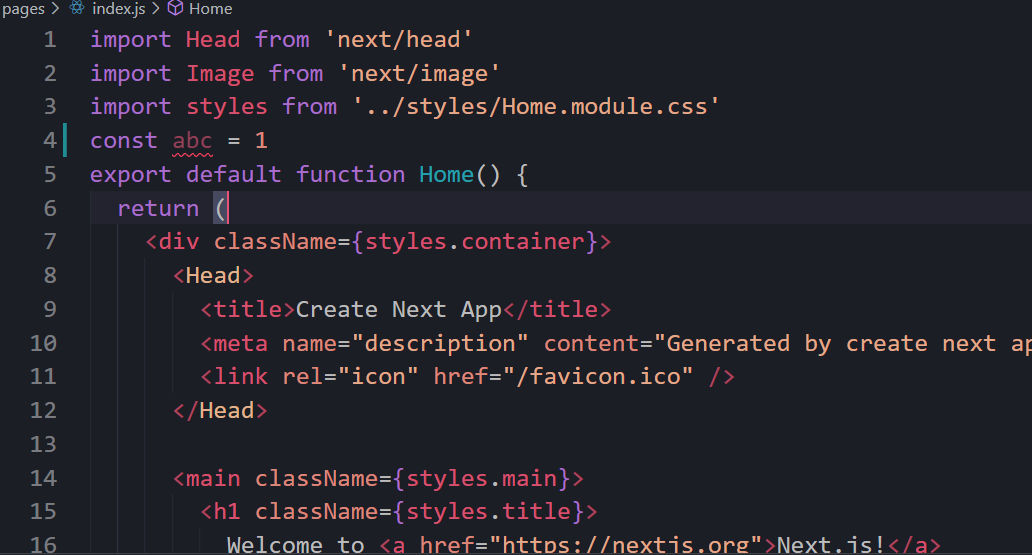 pages > index.js > Home
1 import Head from 'next/head'
2 import Image from 'next/image'
3 import styles from '../styles/Home.module.css'
4 const abc = 1
5 export default function Home() {
6   return (
7     <div className={styles.container}>
8       <Head>
9         <title>Create Next App</title>
10         <meta name="description" content="Generated by create next ap
11         <link rel="icon" href="/favicon.ico" />
12       </Head>
13
14       <main className={styles.main}>
15         <h1 className={styles.title}>
16           Welcome to <a href="https://nextjs.org">Next.js!</a>